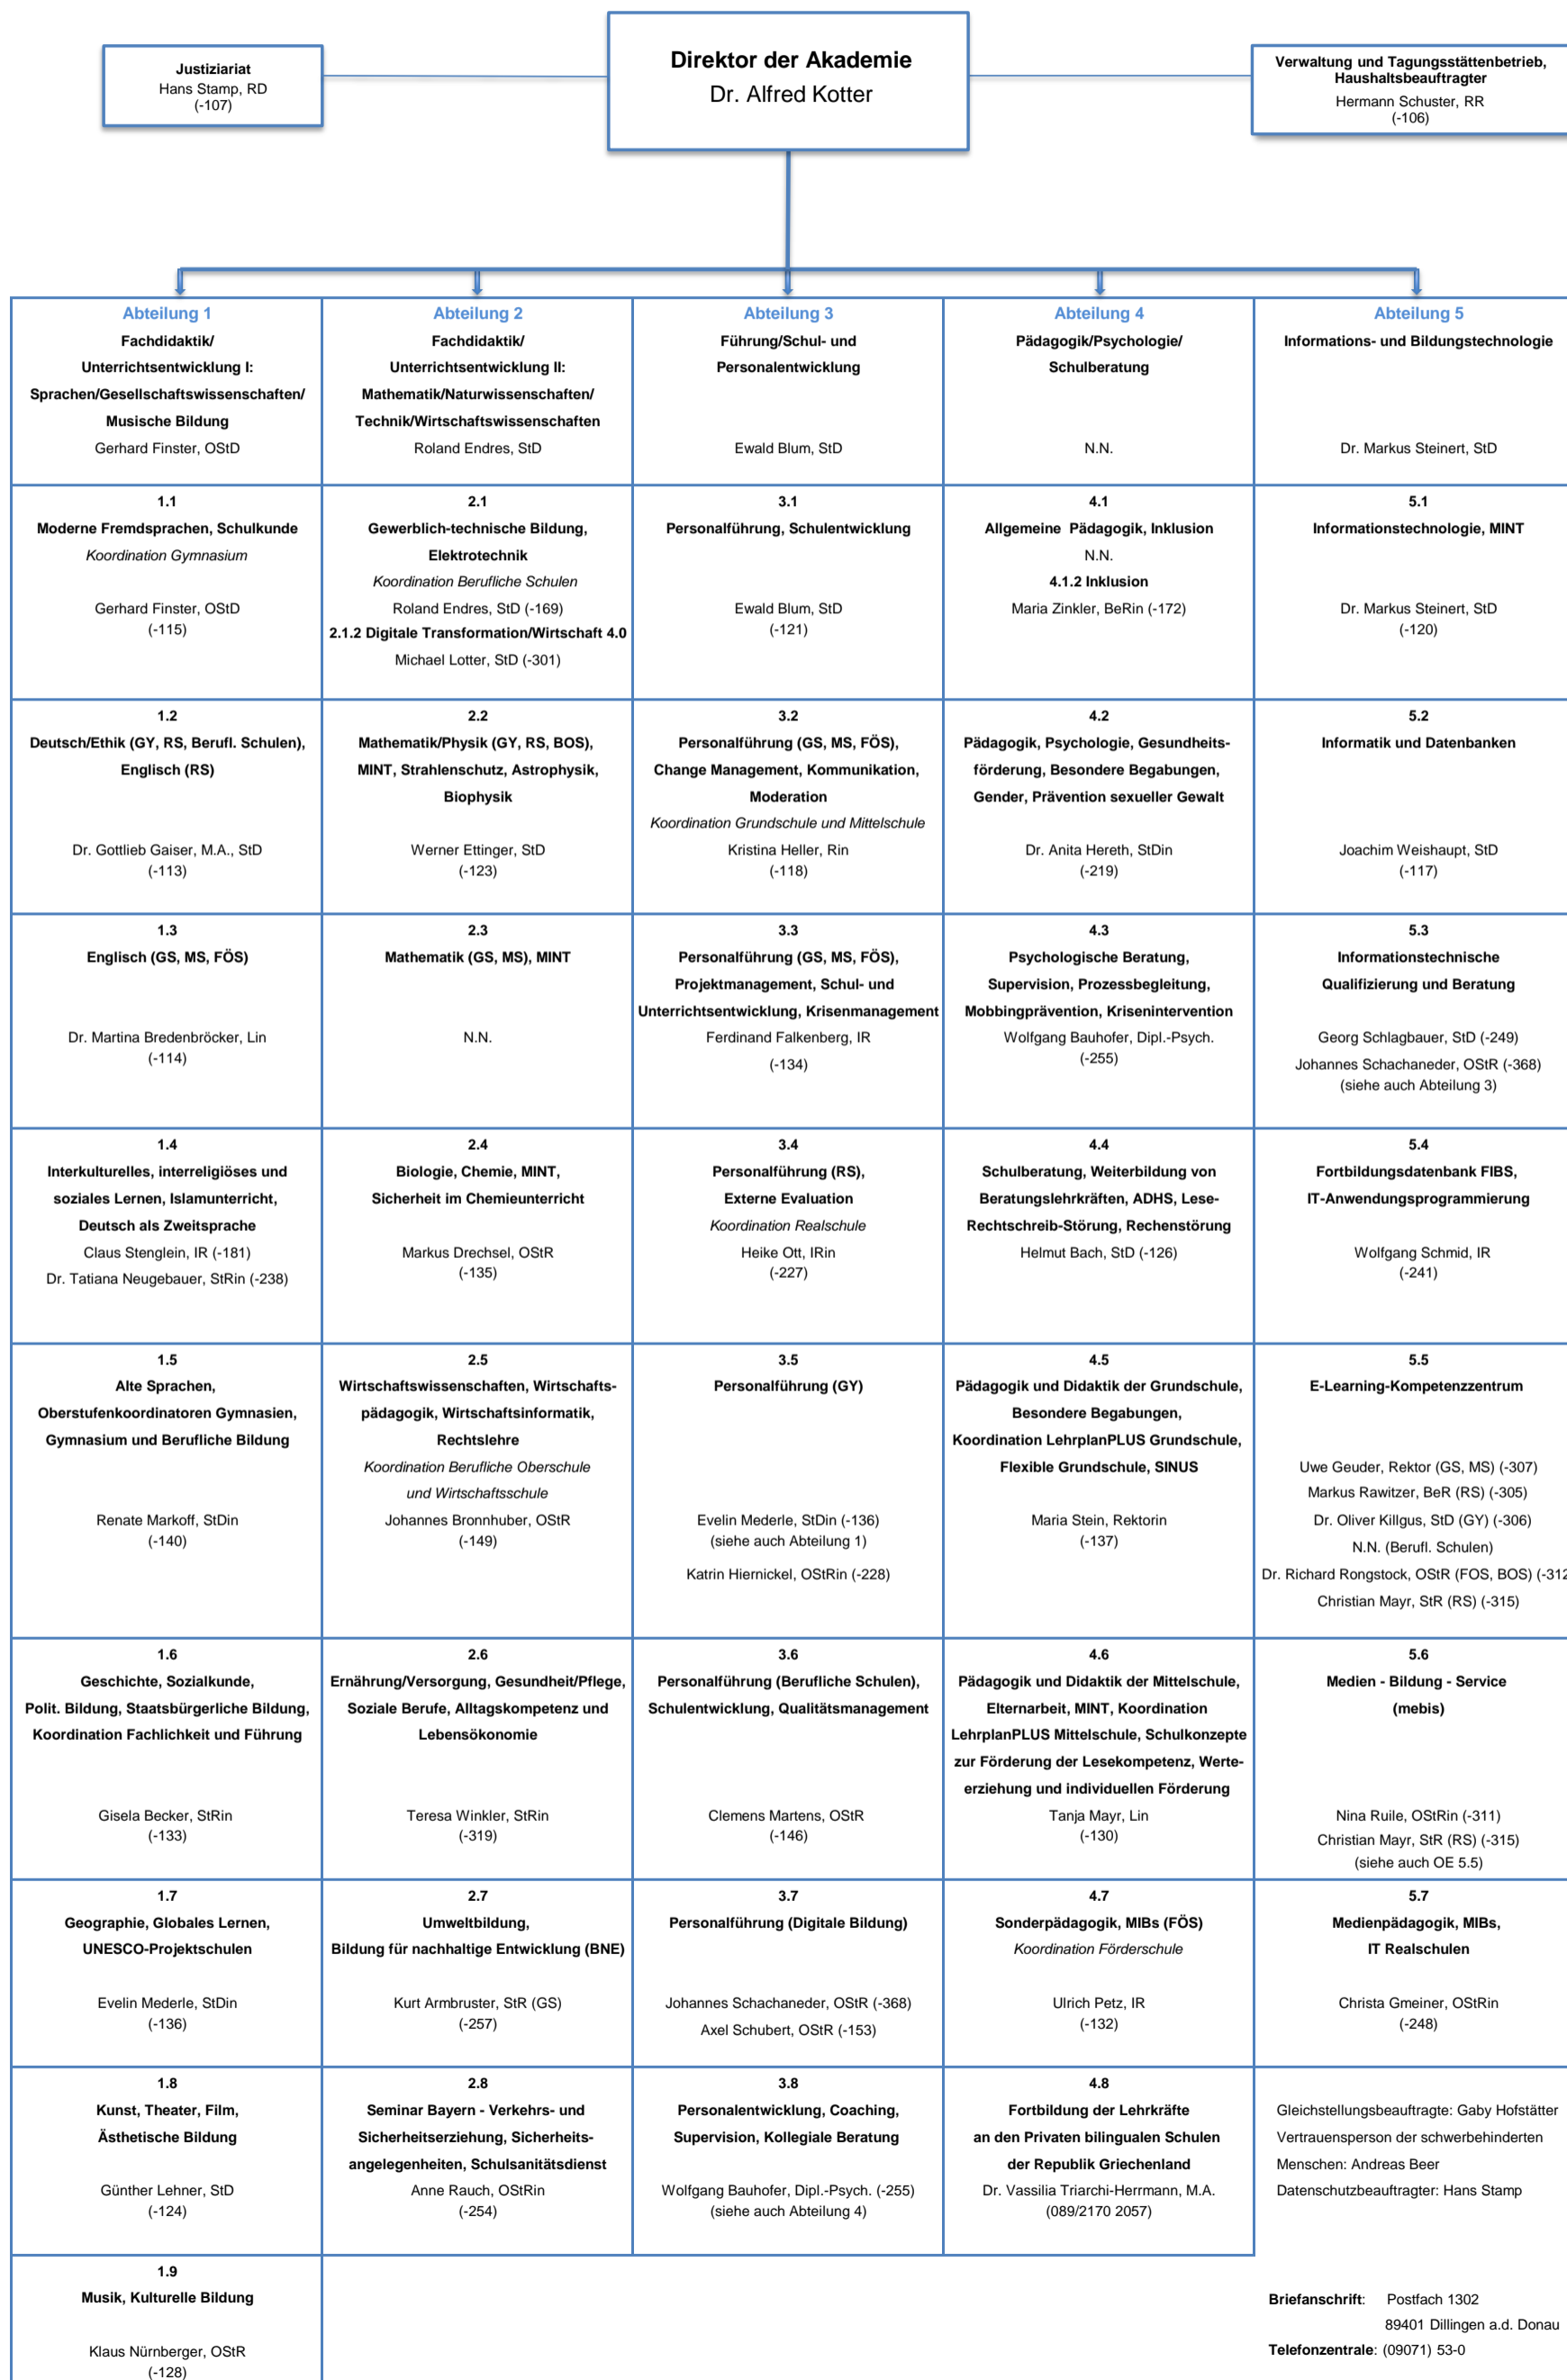 Justiziariat
Hans Stamp, RD
(-107)
Direktor der Akademie
Dr. Alfred Kotter
Verwaltung und Tagungsstättenbetrieb,
Haushaltsbeauftragter
Hermann Schuster, RR
(-106)
Abteilung 1
Fachdidaktik/
Unterrichtsentwicklung I:
Sprachen/Gesellschaftswissenschaften/
Musische Bildung
Gerhard Finster, OStD
Abteilung 2
Fachdidaktik/
Unterrichtsentwicklung II:
Mathematik/Naturwissenschaften/
Technik/Wirtschaftswissenschaften
Roland Endres, StD
Abteilung 3
Führung/Schul- und
Personalentwicklung
Ewald Blum, StD
Abteilung 4
Pädagogik/Psychologie/
Schulberatung
N.N.
Abteilung 5
Informations- und Bildungstechnologie
Dr. Markus Steinert, StD
1.1
Moderne Fremdsprachen, Schulkunde
Koordination Gymnasium
Gerhard Finster, OStD
(-115)
2.1
Gewerblich-technische Bildung,
Elektrotechnik
Koordination Berufliche Schulen
Roland Endres, StD (-169)
2.1.2 Digitale Transformation/Wirtschaft 4.0
Michael Lotter, StD (-301)
3.1
Personalführung, Schulentwicklung
Ewald Blum, StD
(-121)
4.1
Allgemeine Pädagogik, Inklusion
N.N.
4.1.2 Inklusion
Maria Zinkler, BeRin (-172)
5.1
Informationstechnologie, MINT
Dr. Markus Steinert, StD
(-120)
1.2
Deutsch/Ethik (GY, RS, Berufl. Schulen),
Englisch (RS)
Dr. Gottlieb Gaiser, M.A., StD
(-113)
2.2
Mathematik/Physik (GY, RS, BOS),
MINT, Strahlenschutz, Astrophysik,
Biophysik
Werner Ettinger, StD
(-123)
3.2
Personalführung (GS, MS, FÖS),
Change Management, Kommunikation,
Moderation
Koordination Grundschule und Mittelschule
Kristina Heller, Rin
(-118)
4.2
Pädagogik, Psychologie, Gesundheits-
förderung, Besondere Begabungen,
Gender, Prävention sexueller Gewalt
Dr. Anita Hereth, StDin
(-219)
5.2
Informatik und Datenbanken
Joachim Weishaupt, StD
(-117)
1.3
Englisch (GS, MS, FÖS)
Dr. Martina Bredenbröcker, Lin
(-114)
2.3
Mathematik (GS, MS), MINT
N.N.
3.3
Personalführung (GS, MS, FÖS),
Projektmanagement, Schul- und
Unterrichtsentwicklung, Krisenmanagement
Ferdinand Falkenberg, IR
(-134)
4.3
Psychologische Beratung,
Supervision, Prozessbegleitung,
Mobbingprävention, Krisenintervention
Wolfgang Bauhofer, Dipl.-Psych.
(-255)
5.3
Informationstechnische
Qualifizierung und Beratung
Georg Schlagbauer, StD (-249)
Johannes Schachaneder, OStR (-368)
(siehe auch Abteilung 3)
1.4
Interkulturelles, interreligiöses und
soziales Lernen, Islamunterricht,
Deutsch als Zweitsprache
Claus Stenglein, IR (-181)
Dr. Tatiana Neugebauer, StRin (-238)
2.4
Biologie, Chemie, MINT,
Sicherheit im Chemieunterricht
Markus Drechsel, OStR
(-135)
3.4
Personalführung (RS),
Externe Evaluation
Koordination Realschule
Heike Ott, IRin
(-227)
4.4
Schulberatung, Weiterbildung von
Beratungslehrkräften, ADHS, Lese-
Rechtschreib-Störung, Rechenstörung
Helmut Bach, StD (-126)
5.4
Fortbildungsdatenbank FIBS,
IT-Anwendungsprogrammierung
Wolfgang Schmid, IR
(-241)
1.5
Alte Sprachen,
Oberstufenkoordinatoren Gymnasien,
Gymnasium und Berufliche Bildung
Renate Markoff, StDin
(-140)
2.5
Wirtschaftswissenschaften, Wirtschafts-
pädagogik, Wirtschaftsinformatik,
Rechtslehre
Koordination Berufliche Oberschule
und Wirtschaftsschule
Johannes Bronnhuber, OStR
(-149)
3.5
Personalführung (GY)
Evelin Mederle, StDin (-136)
(siehe auch Abteilung 1)
Katrin Hiernickel, OStRin (-228)
4.5
Pädagogik und Didaktik der Grundschule,
Besondere Begabungen,
Koordination LehrplanPLUS Grundschule,
Flexible Grundschule, SINUS
Maria Stein, Rektorin
(-137)
5.5
E-Learning-Kompetenzzentrum
Uwe Geuder, Rektor (GS, MS) (-307)
Markus Rawitzer, BeR (RS) (-305)
Dr. Oliver Killgus, StD (GY) (-306)
N.N. (Berufl. Schulen)
Dr. Richard Rongstock, OStR (FOS, BOS) (-312
Christian Mayr, StR (RS) (-315)
1.6
Geschichte, Sozialkunde,
Polit. Bildung, Staatsbürgerliche Bildung,
Koordination Fachlichkeit und Führung
Gisela Becker, StRin
(-133)
2.6
Ernährung/Versorgung, Gesundheit/Pflege,
Soziale Berufe, Alltagskompetenz und
Lebensökonomie
Teresa Winkler, StRin
(-319)
3.6
Personalführung (Berufliche Schulen),
Schulentwicklung, Qualitätsmanagement
Clemens Martens, OStR
(-146)
4.6
Pädagogik und Didaktik der Mittelschule,
Elternarbeit, MINT, Koordination
LehrplanPLUS Mittelschule, Schulkonzepte
zur Förderung der Lesekompetenz, Werte-
erziehung und individuellen Förderung
Tanja Mayr, Lin
(-130)
5.6
Medien - Bildung - Service
(mebis)
Nina Ruile, OStRin (-311)
Christian Mayr, StR (RS) (-315)
(siehe auch OE 5.5)
1.7
Geographie, Globales Lernen,
UNESCO-Projektschulen
Evelin Mederle, StDin
(-136)
2.7
Umweltbildung,
Bildung für nachhaltige Entwicklung (BNE)
Kurt Armbruster, StR (GS)
(-257)
3.7
Personalführung (Digitale Bildung)
Johannes Schachaneder, OStR (-368)
Axel Schubert, OStR (-153)
4.7
Sonderpädagogik, MIBs (FÖS)
Koordination Förderschule
Ulrich Petz, IR
(-132)
5.7
Medienpädagogik, MIBs,
IT Realschulen
Christa Gmeiner, OStRin
(-248)
1.8
Kunst, Theater, Film,
Ästhetische Bildung
Günther Lehner, StD
(-124)
2.8
Seminar Bayern - Verkehrs- und
Sicherheitserziehung, Sicherheits-
angelegenheiten, Schulsanitätsdienst
Anne Rauch, OStRin
(-254)
3.8
Personalentwicklung, Coaching,
Supervision, Kollegiale Beratung
Wolfgang Bauhofer, Dipl.-Psych. (-255)
(siehe auch Abteilung 4)
4.8
Fortbildung der Lehrkräfte
an den Privaten bilingualen Schulen
der Republik Griechenland
Dr. Vassilia Triarchi-Herrmann, M.A.
(089/2170 2057)
Gleichstellungsbeauftragte: Gaby Hofstätter
Vertrauensperson der schwerbehinderten
Menschen: Andreas Beer
Datenschutzbeauftragter: Hans Stamp
1.9
Musik, Kulturelle Bildung
Klaus Nürnberger, OStR
(-128)
Briefanschrift: Postfach 1302
89401 Dillingen a.d. Donau
Telefonzentrale: (09071) 53-0